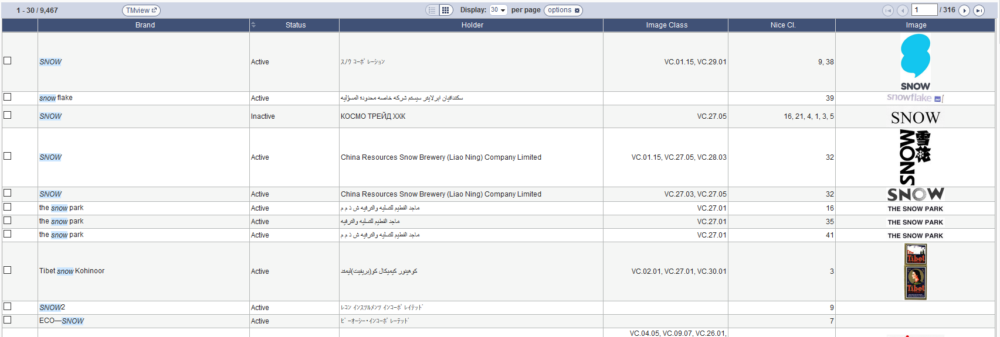 1 - 30 / 9,467 TMview Display: 30 per page options 1 / 316
Brand Status Holder Image Class Nice Cl. Image
SNOW Active ｽﾉｳ ｺｰﾎﾟﾚｰｼｮﾝ VC.01.15, VC.29.01 9, 38 SNOW
snow flake Active سكندافيان ابرلايتر سيستم شركه خاصه محدودة المسؤليه 39 snowflake
SNOW Inactive КОСМО ТРЕЙД ХХК VC.27.05 16, 21, 4, 1, 3, 5 SNOW
SNOW Active China Resources Snow Brewery (Liao Ning) Company Limited VC.01.15, VC.27.05, VC.28.03 32 SNOW 雪花
SNOW Active China Resources Snow Brewery (Liao Ning) Company Limited VC.27.03, VC.27.05 32 SNOW
the snow park Active ماجد الفطيم للتسليه والترفيه ش ذ م م VC.27.01 16 THE SNOW PARK
the snow park Active ماجد الفطيم للتسليه والترفيه VC.27.01 35 THE SNOW PARK
the snow park Active ماجد الفطيم للتسليه والترفيه ش ذ م م VC.27.01 41 THE SNOW PARK
Tibet snow Kohinoor Active كوهينور كيميكال كو(بريفيت)ليمتد VC.02.01, VC.27.01, VC.30.01 3 Tibet
Tibet
SNOW2 Active ﾚｺﾝ ｲﾝｽﾂﾙﾒﾝﾂ ｲﾝｺｰﾎﾟﾚｲﾃｯﾄﾞ 9
ECO—SNOW Active ﾋﾞｰｵｰｼｰ･ｲﾝｺｰﾎﾟﾚｰﾃｯﾄﾞ 7
VC.04.05, VC.09.07, VC.26.01,